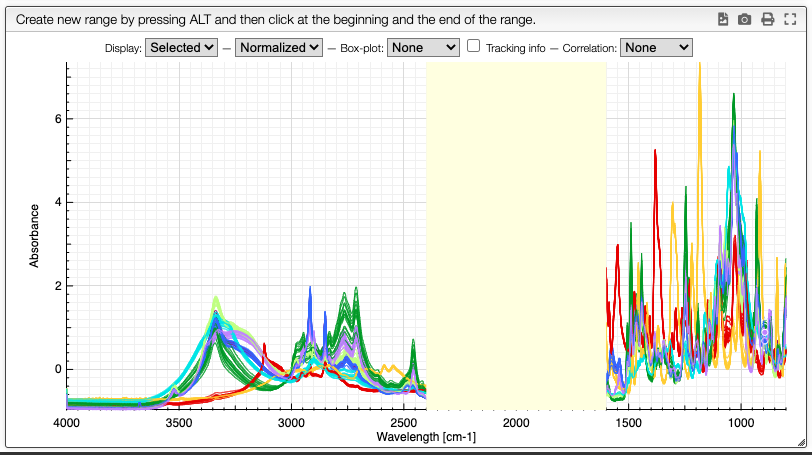 Create new range by pressing ALT and then click at the beginning and the end of the range.
Display: Selected — Normalized — Box-plot: None Tracking info — Correlation: None
6
4
2
0
Absorbance
4000 3500 3000 2500 2000 1500 1000
Wavelength [cm-1]